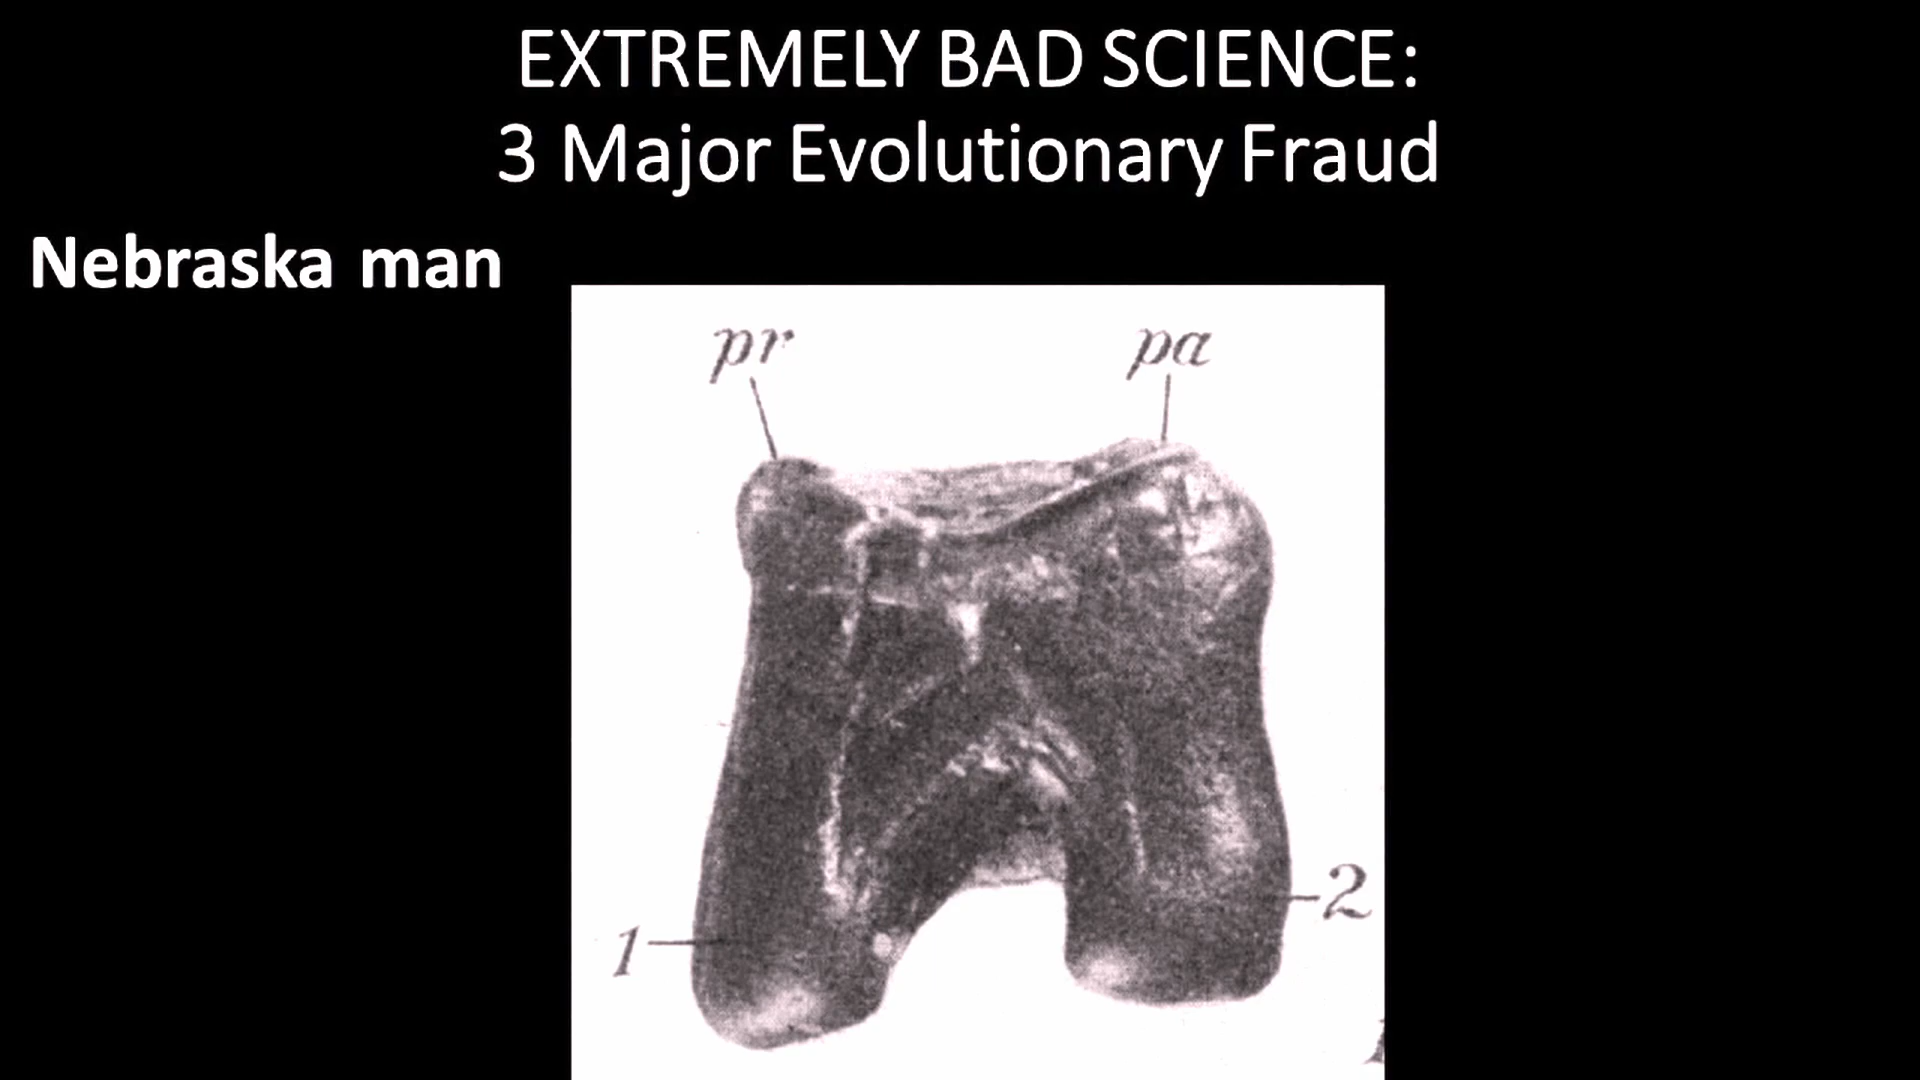 EXTREMELY BAD SCIENCE:
3 Major Evolutionary Fraud
Nebraska man
pr
pa
2
1